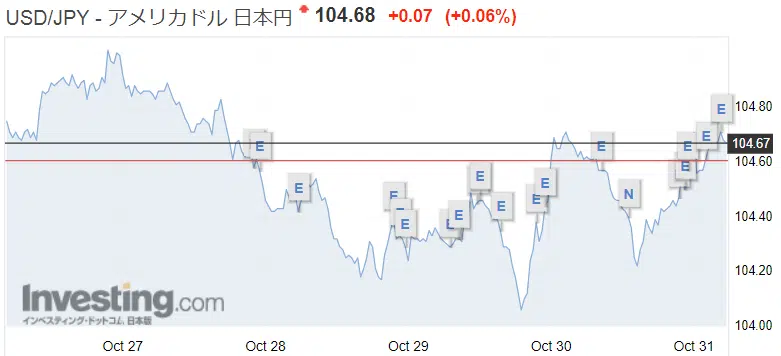 USD/JPY - アメリカドル 日本円 104.68 +0.07 (+0.06%)
E
104.80
E E E E
104.67
E E 104.60
E E E
E E N
E E
E E E E 104.40
104.20
Investing.com
インベスティング・ドットコム 日本版
104.00
Oct 27 Oct 28 Oct 29 Oct 30 Oct 31